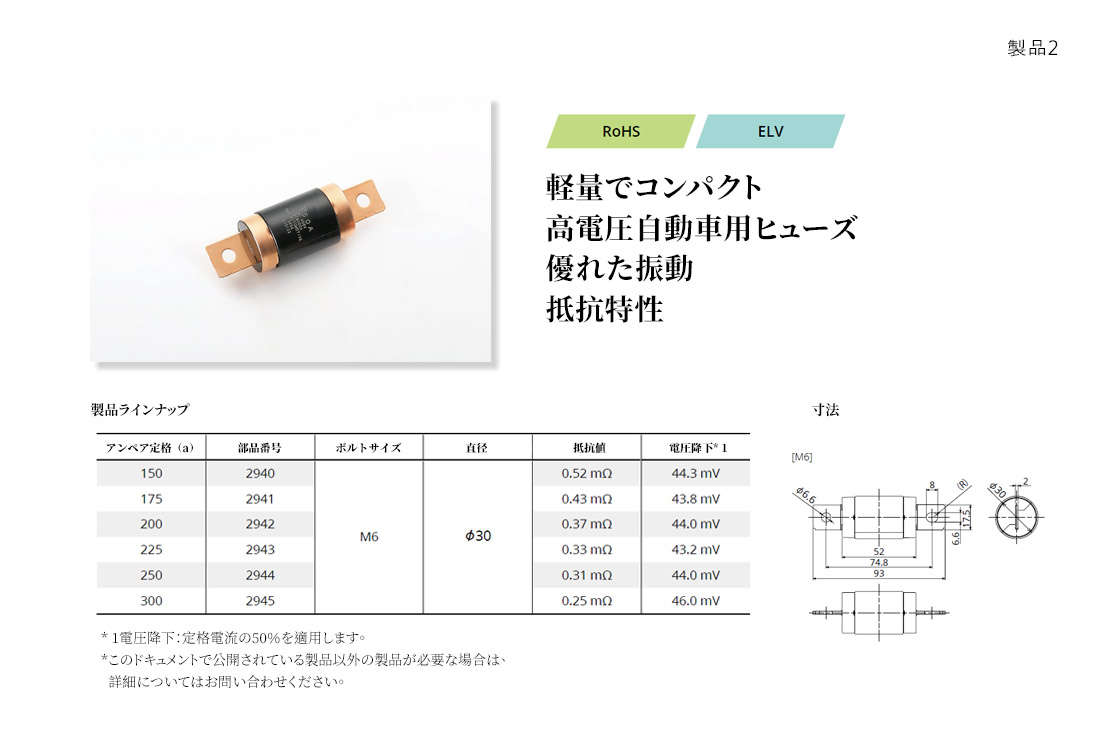 製品2
RoHS ELV
軽量でコンパクト
高電圧自動車用ヒューズ
優れた振動
抵抗特性
製品ラインナップ
アンペア定格（a） 部品番号 ボルトサイズ 直径 抵抗値 電圧降下*1
150 2940 0.52 mΩ 44.3 mV
175 2941 0.43 mΩ 43.8 mV
200 2942 0.37 mΩ 44.0 mV
M6 ϕ30
225 2943 0.33 mΩ 43.2 mV
250 2944 0.31 mΩ 44.0 mV
300 2945 0.25 mΩ 46.0 mV
*1電圧降下：定格電流の50％を適用します。
*このドキュメントで公開されている製品以外の製品が必要な場合は、
詳細についてはお問い合わせください。
寸法
[M6]
ϕ6.6
8
(R)
17.5
6.6
52
74.8
93
ϕ30
2